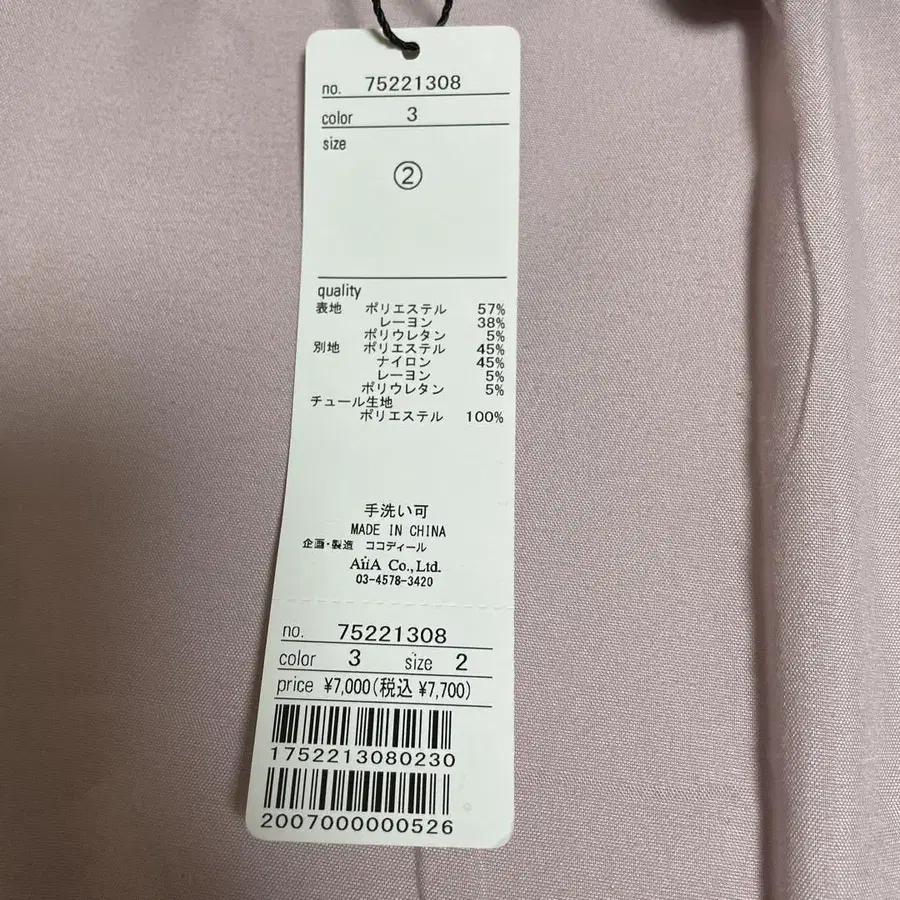 no. 75221308
color 3
size
②
quality
表地 ポリエステル 57%
レーヨン 38%
ポリウレタン 5%
別地 ポリエステル 45%
ナイロン 45%
レーヨン 5%
ポリウレタン 5%
チュール生地
ポリエステル 100%
手洗い可
MADE IN CHINA
企画・製造 ココディール
AiiA Co., Ltd.
03-4578-3420
no. 75221308
color 3 size 2
price ¥7,000(税込 ¥7,700)
1752213080230
2007000000526